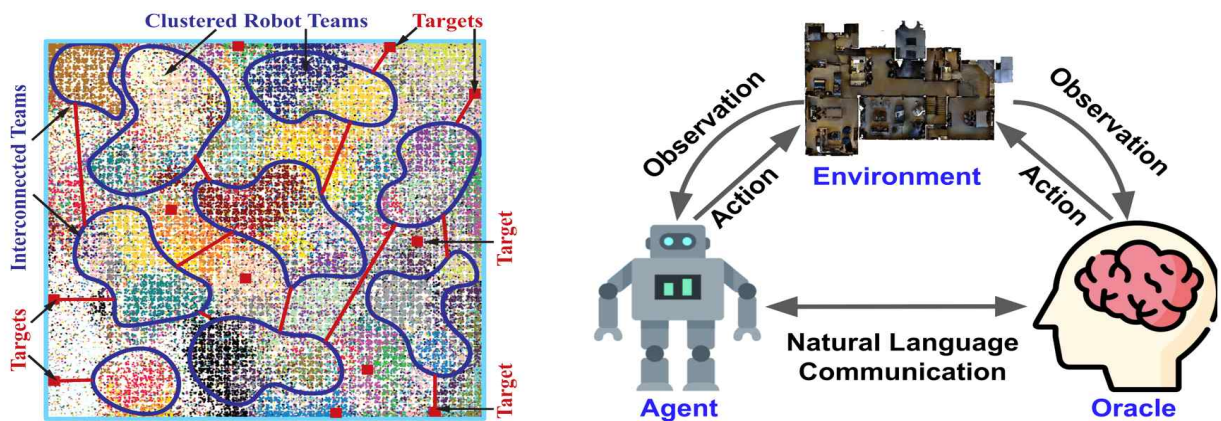 Clustered Robot Teams
Targets
Interconnected Teams
Targets
Target
Target
Observation
Action
Environment
Observation
Action
Natural Language
Communication
Agent
Oracle